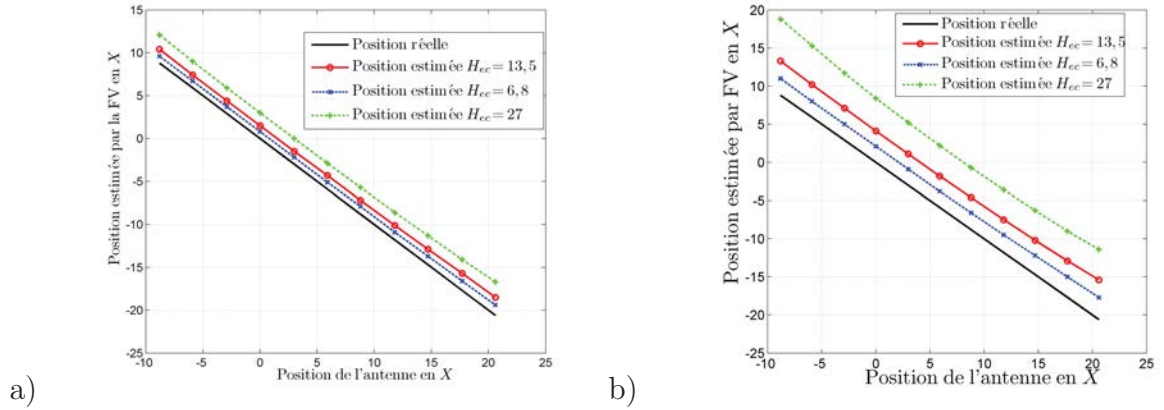 15
10
5
0
-5
-10
-15
-20
-25
-10
-5
0
5
10
15
20
25
Position estimée par la FV en X
Position de l'antenne en X
Position réelle
Position estimée Hec = 13, 5
Position estimée Hec = 6, 8
Position estimée Hec = 27
a)
20
15
10
5
0
-5
-10
-15
-20
-25
-10
-5
0
5
10
15
20
25
Position estimée par FV en X
Position de l'antenne en X
Position réelle
Position estimée Hec = 13, 5
Position estimée Hec = 6, 8
Position estimée Hec = 27
b)